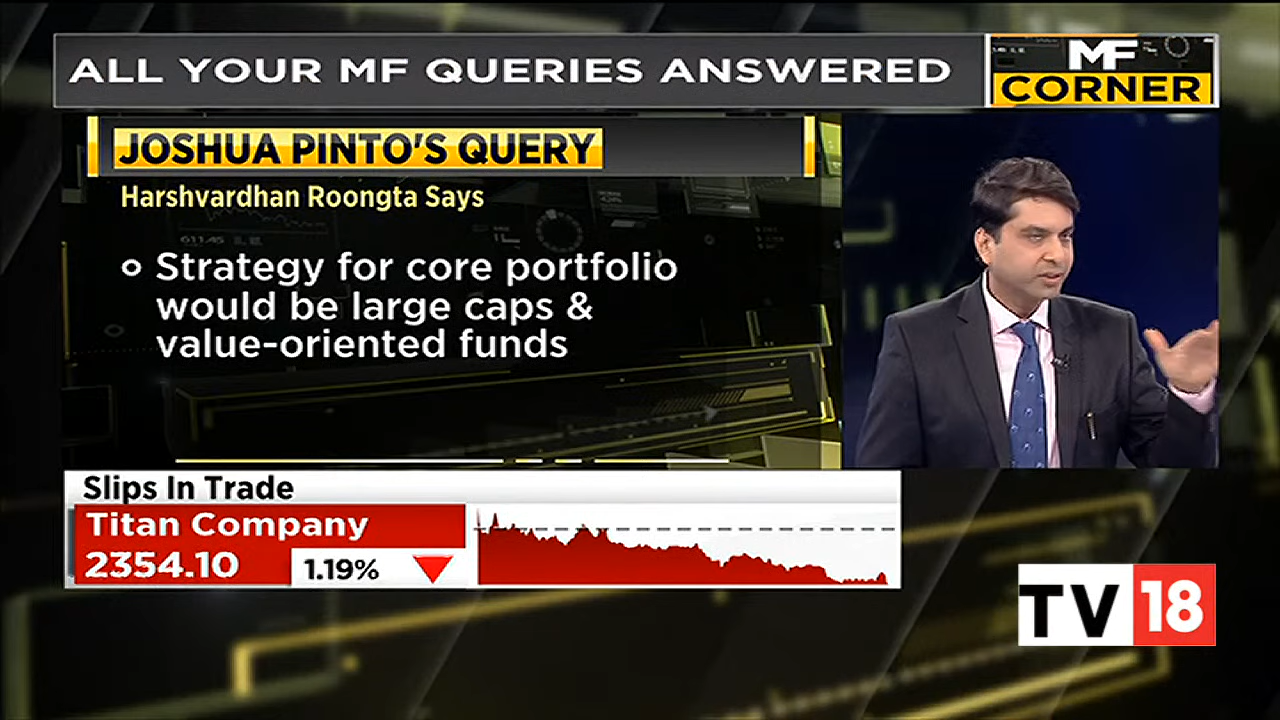 ALL YOUR MF QUERIES ANSWERED
MF
CORNER
JOSHUA PINTO'S QUERY
Harshvardhan Roongta Says
Strategy for core portfolio
would be large caps &
value-oriented funds
Slips In Trade
Titan Company
2354.10 1.19%
TV18